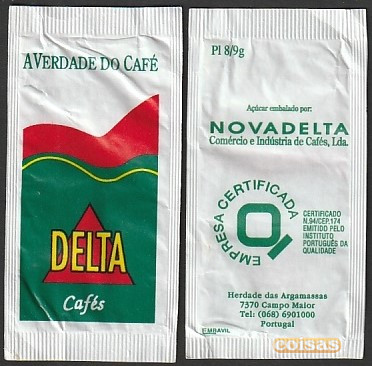 A VERDADE DO CAFÉ
DELTA
Cafés
PI 8/9g
Açúcar embalado por:
NOVADELTA
Comércio e Indústria de Cafés, Lda.
EMPRESA CERTIFICADA
Q
CERTIFICADO
N.94/CEP.174
EMITIDO PELO
INSTITUTO
PORTUGUÊS DA
QUALIDADE
Herdade das Argamassas
7370 Campo Maior
Tel: (068) 6901000
Portugal
EMBAVIL
coisas